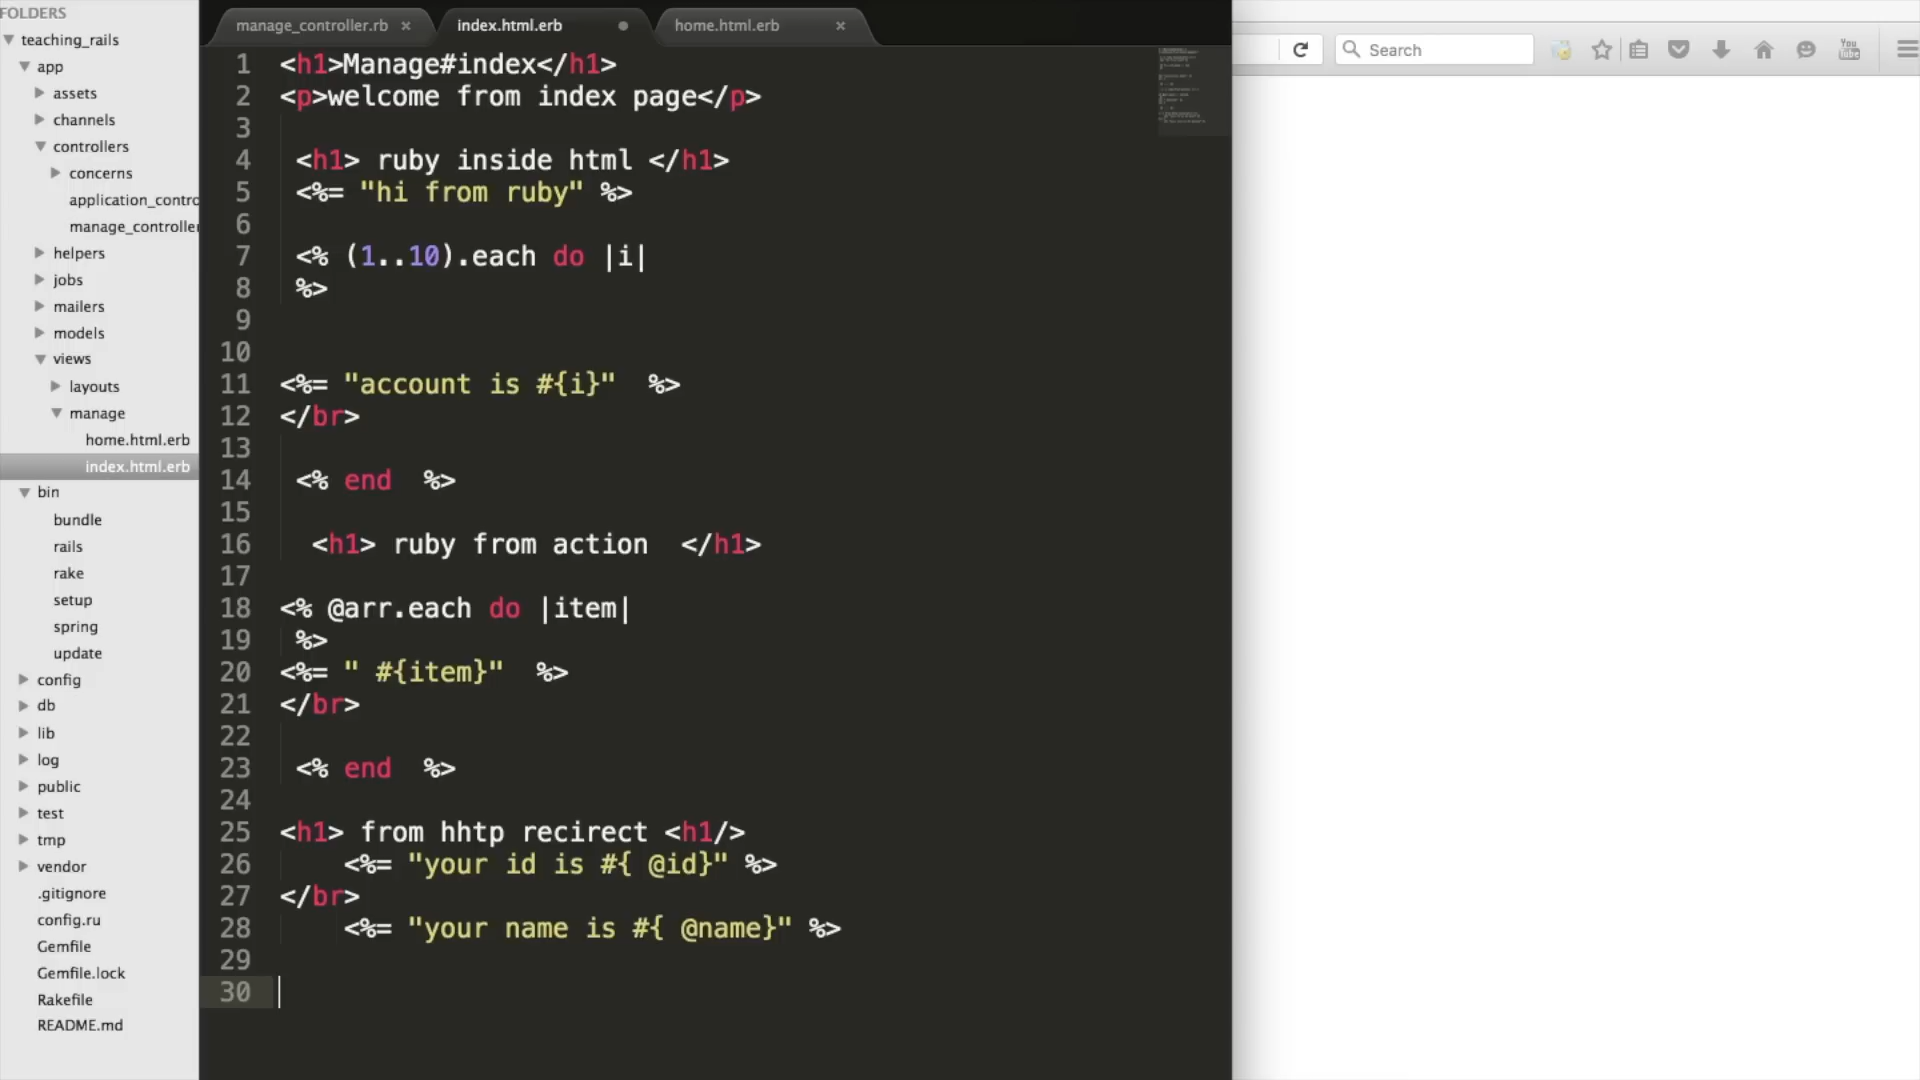 FOLDERS
teaching_rails
app
assets
channels
controllers
concerns
application_contro
manage_controller
helpers
jobs
mailers
models
views
layouts
manage
home.html.erb
index.html.erb
bin
bundle
rails
rake
setup
spring
update
config
db
lib
log
public
test
tmp
vendor
.gitignore
config.ru
Gemfile
Gemfile.lock
Rakefile
README.md
manage_controller.rb × index.html.erb home.html.erb ×
1 <h1>Manage#index</h1>
2 <p>welcome from index page</p>
3
4 <h1> ruby inside html </h1>
5 <%= "hi from ruby" %>
6
7 <% (1..10).each do |i|
8 %>
9
10
11 <%= "account is #{i}"  %>
12 </br>
13
14 <% end  %>
15
16 <h1> ruby from action  </h1>
17
18 <% @arr.each do |item|
19 %>
20 <%= " #{item}"  %>
21 </br>
22
23 <% end  %>
24
25 <h1> from hhtp recirect <h1/>
26 <%= "your id is #{ @id}" %>
27 </br>
28 <%= "your name is #{ @name}" %>
29
30
Search
You
Tube